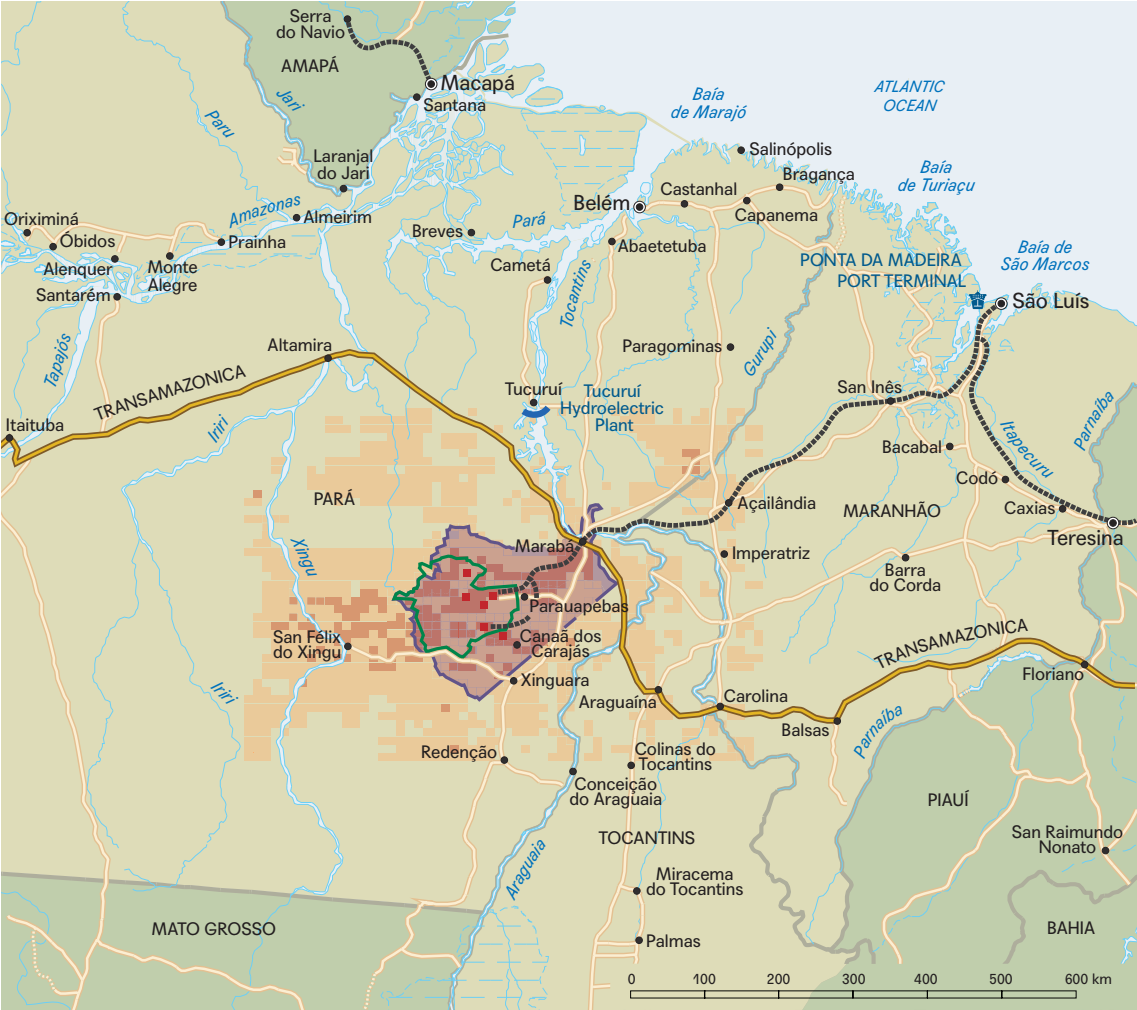 Serra
do Navio
AMAPÁ
Macapá
Santana
Jari
Paru
Laranjal
do Jari
Baía
de Marajó
ATLANTIC
OCEAN
Salinópolis
Bragança
Baía
de Turiaçu
Castanhal
Capanema
Belém
Amazonas
Almeirim
Oriximiná
Óbidos
Prainha
Alenquer
Monte
Alegre
Santarém
Breves
Pará
Abaetetuba
Cametá
Tocantins
PONTA DA MADEIRA
PORT TERMINAL
Baía de
São Marcos
São Luís
Tapajós
Altamira
TRANSAMAZONICA
Paragominas
Gurupi
Itaituba
Iriri
Tucuruí
Tucuruí
Hydroelectric
Plant
San Inês
Bacabal
Itapecuru
Parnaíba
Codó
Caxias
Teresina
PARÁ
Açailândia
MARANHÃO
Xingu
Marabá
Imperatriz
Barra
do Corda
Parauapebas
Canaã dos
Carajás
San Félix
do Xingu
Xinguara
Iriri
TRANSAMAZONICA
Floriano
Araguaína
Carolina
Balsas
Parnaíba
Redenção
Colinas do
Tocantins
Conceição
do Araguaia
PIAUÍ
TOCANTINS
San Raimundo
Nonato
Araguaia
Miracema
do Tocantins
MATO GROSSO
Palmas
BAHIA
0 100 200 300 400 500 600 km